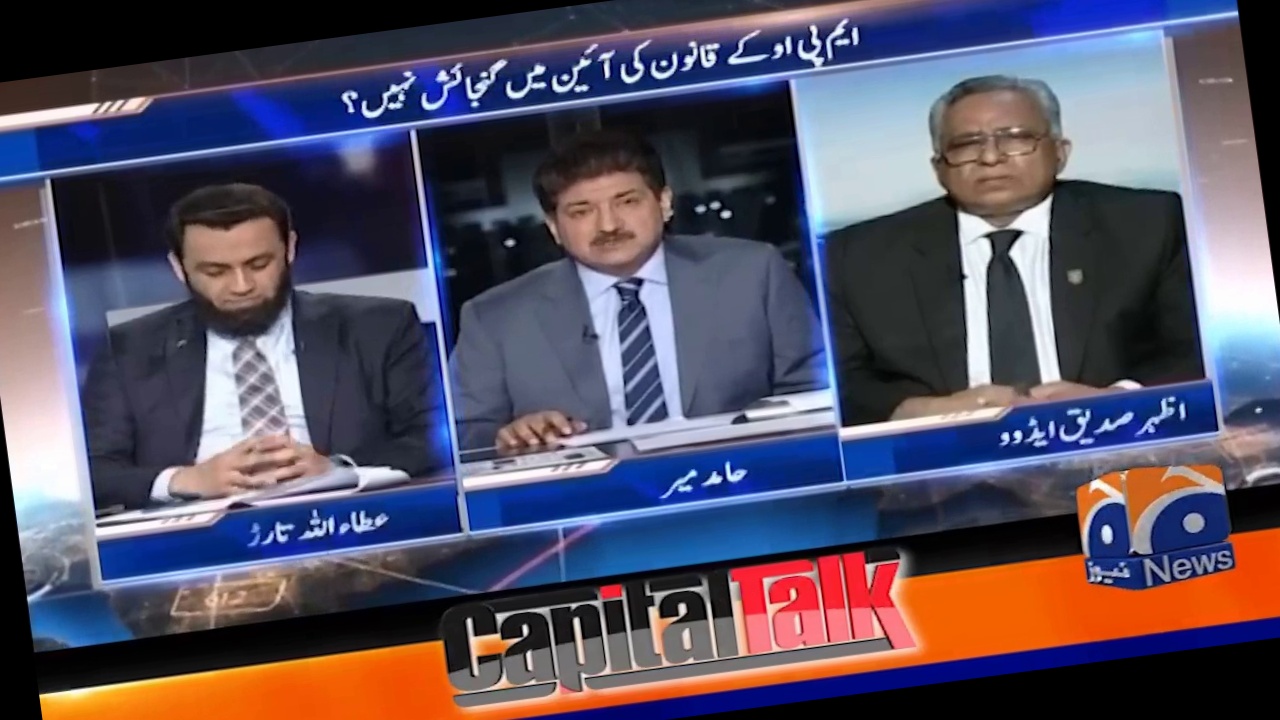 ایم پی او کے قانون کی آئین میں گنجائش نہیں؟
اظہر صدیق ایڈوو
حامد میر
عطاء اللہ تارڑ
Capital Talk
جیو
نیوز News